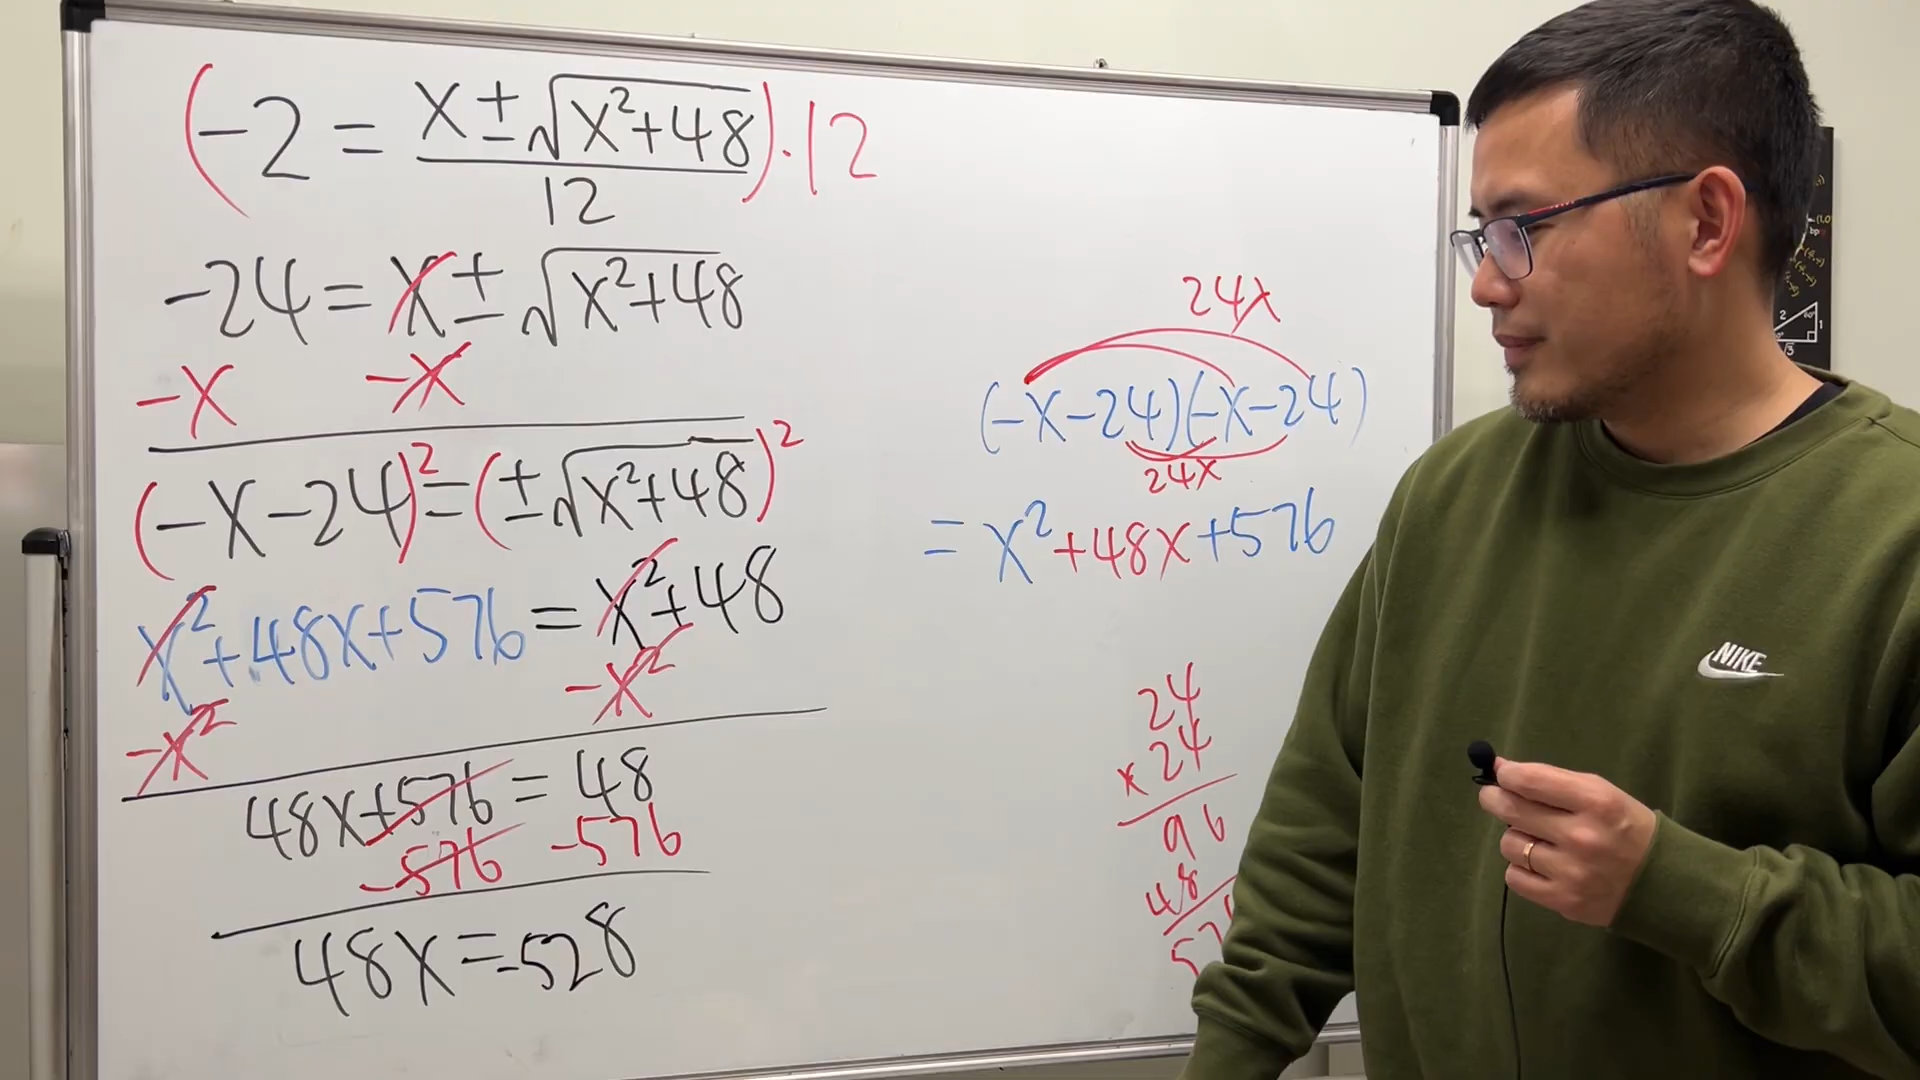 (-2 = x ± √x²+48 / 12) · 12
-24 = x ± √x²+48
-x -x
(-x-24)² = (± √x²+48)²
x²+48x+576 = x²+48
-x² -x²
48x+576 = 48
-576 -576
48x = -528
24x
(-x-24)(-x-24)
24x
= x²+48x+576
24
× 24
96
48
NIKE